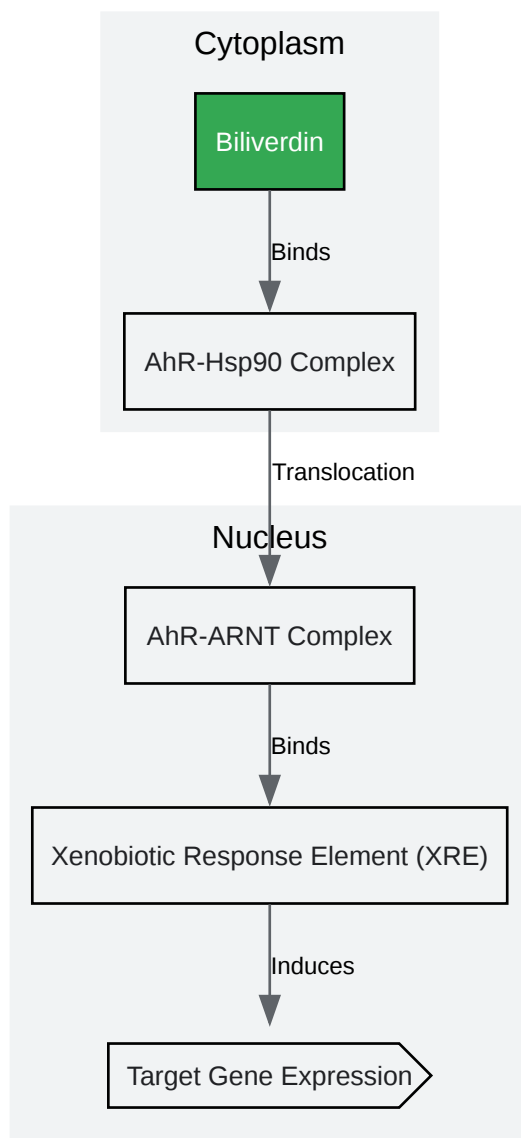 Cytoplasm
Biliverdin
Binds
AhR-Hsp90 Complex
Translocation
Nucleus
AhR-ARNT Complex
Binds
Xenobiotic Response Element (XRE)
Induces
Target Gene Expression